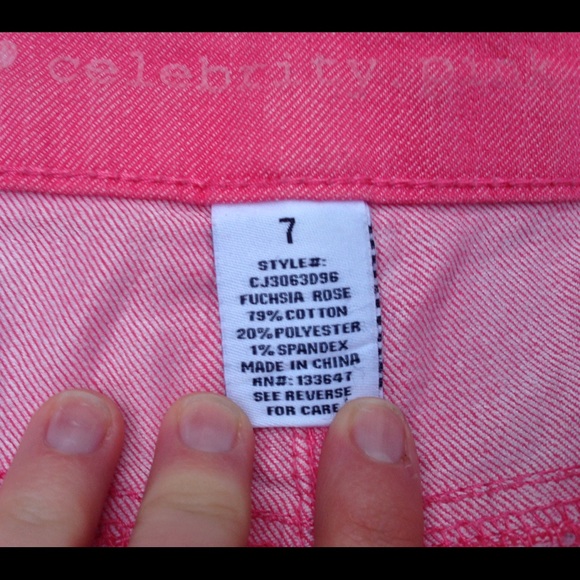 celebrity.pink
7
STYLE#:
CJ3063D96
FUCHSIA ROSE
79% COTTON
20% POLYESTER
1% SPANDEX
MADE IN CHINA
RN#: 133647
SEE REVERSE
FOR CARE